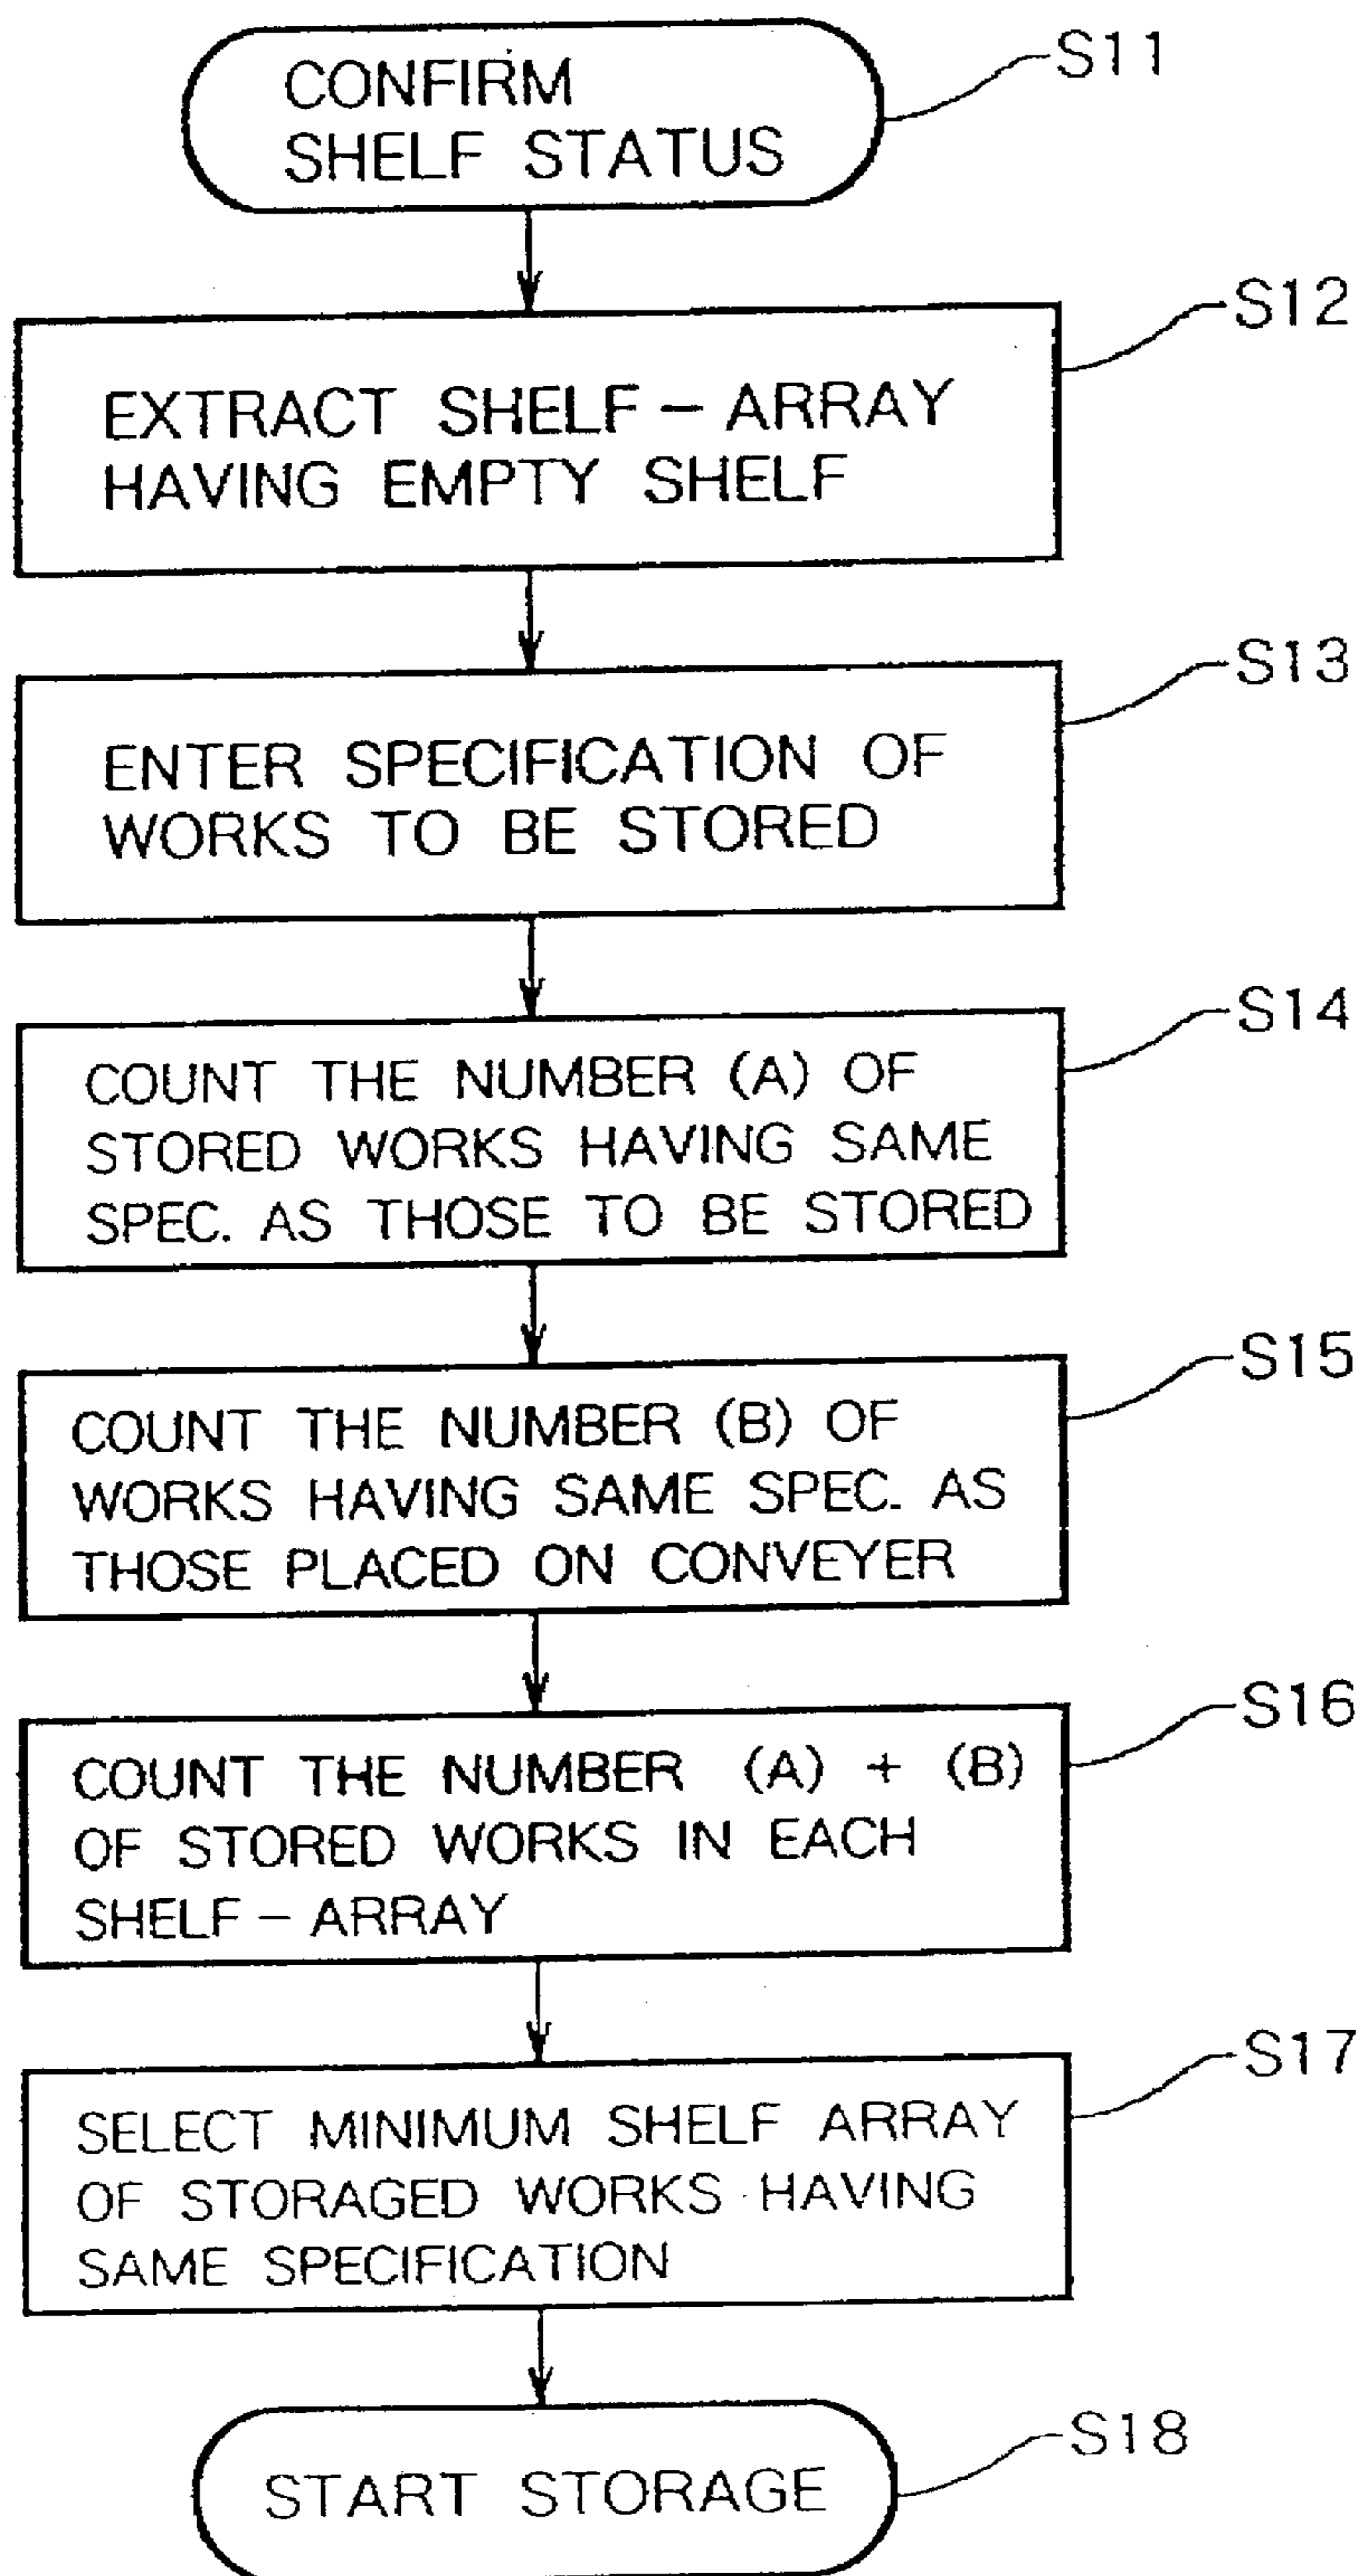 CONFIRM
SHELF STATUS
S11
EXTRACT SHELF-ARRAY
HAVING EMPTY SHELF
S12
ENTER SPECIFICATION OF
WORKS TO BE STORED
S13
COUNT THE NUMBER (A) OF
STORED WORKS HAVING SAME
SPEC. AS THOSE TO BE STORED
S14
COUNT THE NUMBER (B) OF
WORKS HAVING SAME SPEC. AS
THOSE PLACED ON CONVEYER
S15
COUNT THE NUMBER (A) + (B)
OF STORED WORKS IN EACH
SHELF-ARRAY
S16
SELECT MINIMUM SHELF ARRAY
OF STORAGED WORKS HAVING
SAME SPECIFICATION
S17
START STORAGE
S18